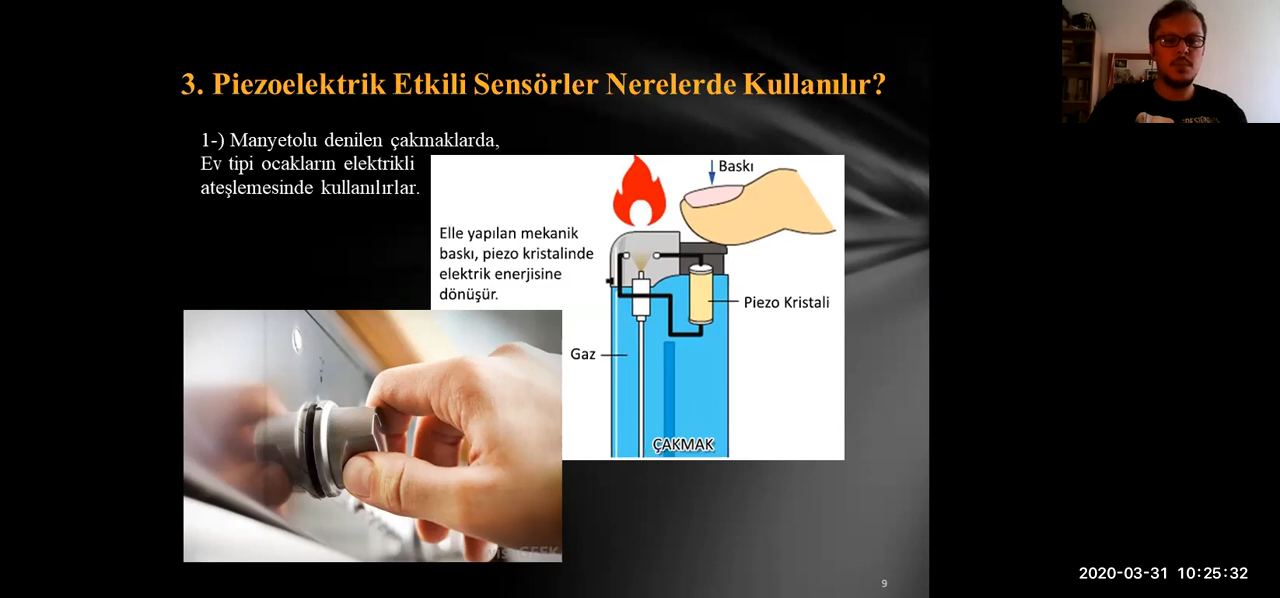 3. Piezoelektrik Etkili Sensörler Nerelerde Kullanılır?
1-) Manyetolu denilen çakmaklarda,
Ev tipi ocakların elektrikli
ateşlemesinde kullanılırlar.
Baskı
Elle yapılan mekanik
baskı, piezo kristalinde
elektrik enerjisine
dönüşür.
Piezo Kristali
Gaz
ÇAKMAK
GEEK
9
2020-03-31 10:25:32